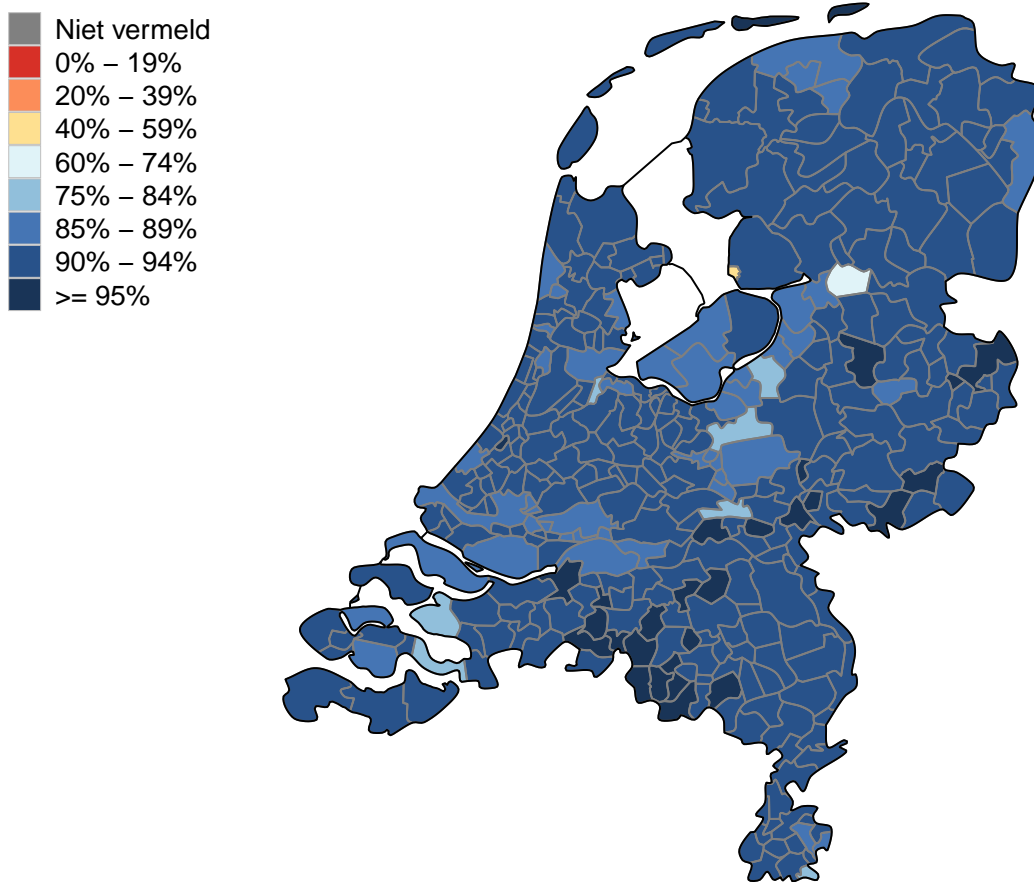 Niet vermeld
0% – 19%
20% – 39%
40% – 59%
60% – 74%
75% – 84%
85% – 89%
90% – 94%
>= 95%